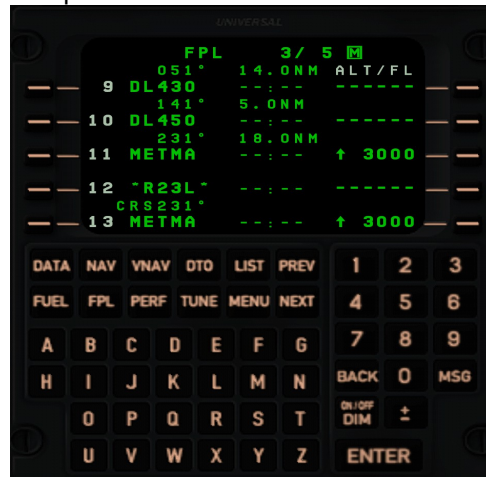 UNIVERSAL
FPL 3/ 5 M
051° 14.0NM ALT/FL
9 DL430 --:-- ------
141° 5.0NM
10 DL450 --:-- ------
231° 18.0NM
11 METMA --:-- ↑ 3000
12 *R23L* --:-- ------
CRS231°
13 METMA --:-- ↑ 3000
DATA NAV VNAV DTO LIST PREV 1 2 3
FUEL FPL PERF TUNE MENU NEXT 4 5 6
A B C D E F G 7 8 9
H I J K L M N BACK 0 MSG
O P Q R S T ON/OFF DIM ±
U V W X Y Z ENTER